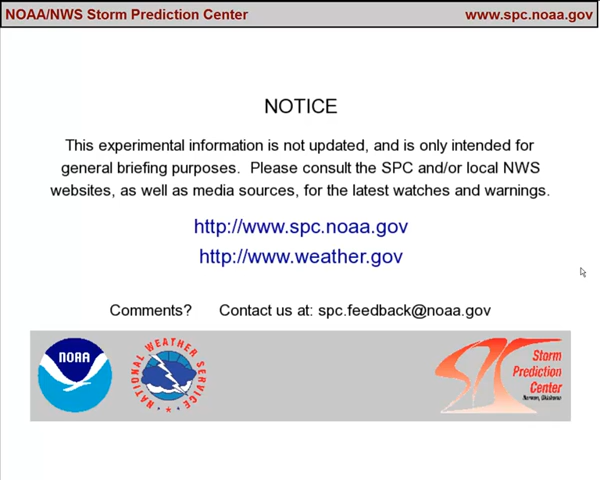 NOAA/NWS Storm Prediction Center www.spc.noaa.gov
NOTICE
This experimental information is not updated, and is only intended for
general briefing purposes. Please consult the SPC and/or local NWS
websites, as well as media sources, for the latest watches and warnings.
http://www.spc.noaa.gov
http://www.weather.gov
Comments? Contact us at: spc.feedback@noaa.gov
NOAA
NATIONAL WEATHER SERVICE
SPC
Storm
Prediction
Center
Norman, Oklahoma